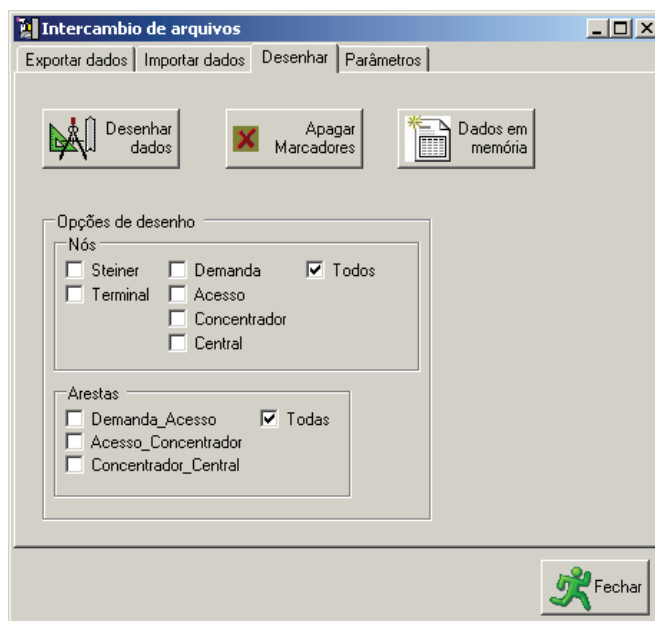 Intercambio de arquivos
Exportar dados Importar dados Desenhar Parâmetros
Desenhar dados
Apagar Marcadores
Dados em memória
Opções de desenho
Nós
Steiner Demanda Todos
Terminal Acesso
Concentrador
Central
Arestas
Demanda_Acesso Todas
Acesso_Concentrador
Concentrador_Central
Fechar